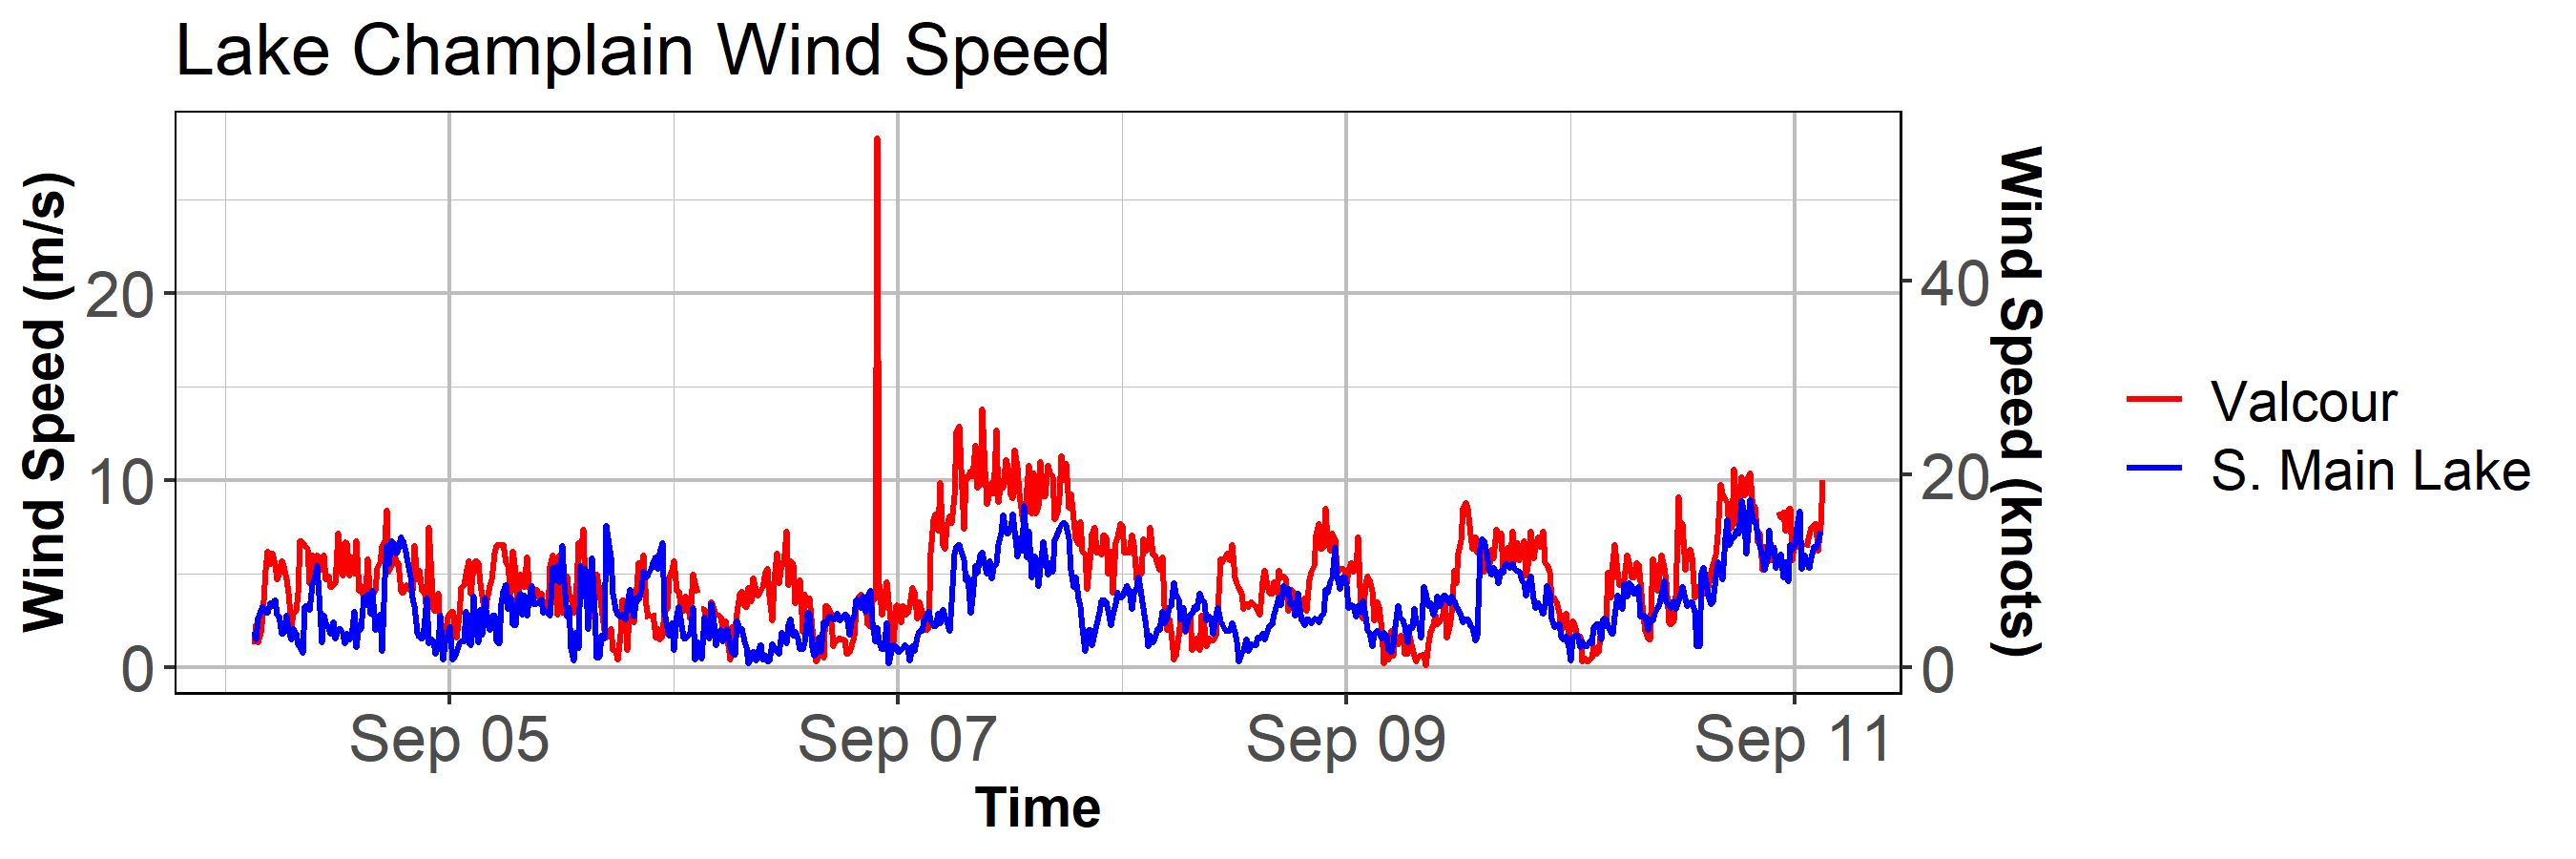 Lake Champlain Wind Speed
Wind Speed (m/s)
20
10
0
40
20
0
Wind Speed (knots)
Sep 05
Sep 07
Sep 09
Sep 11
Time
Valcour
S. Main Lake